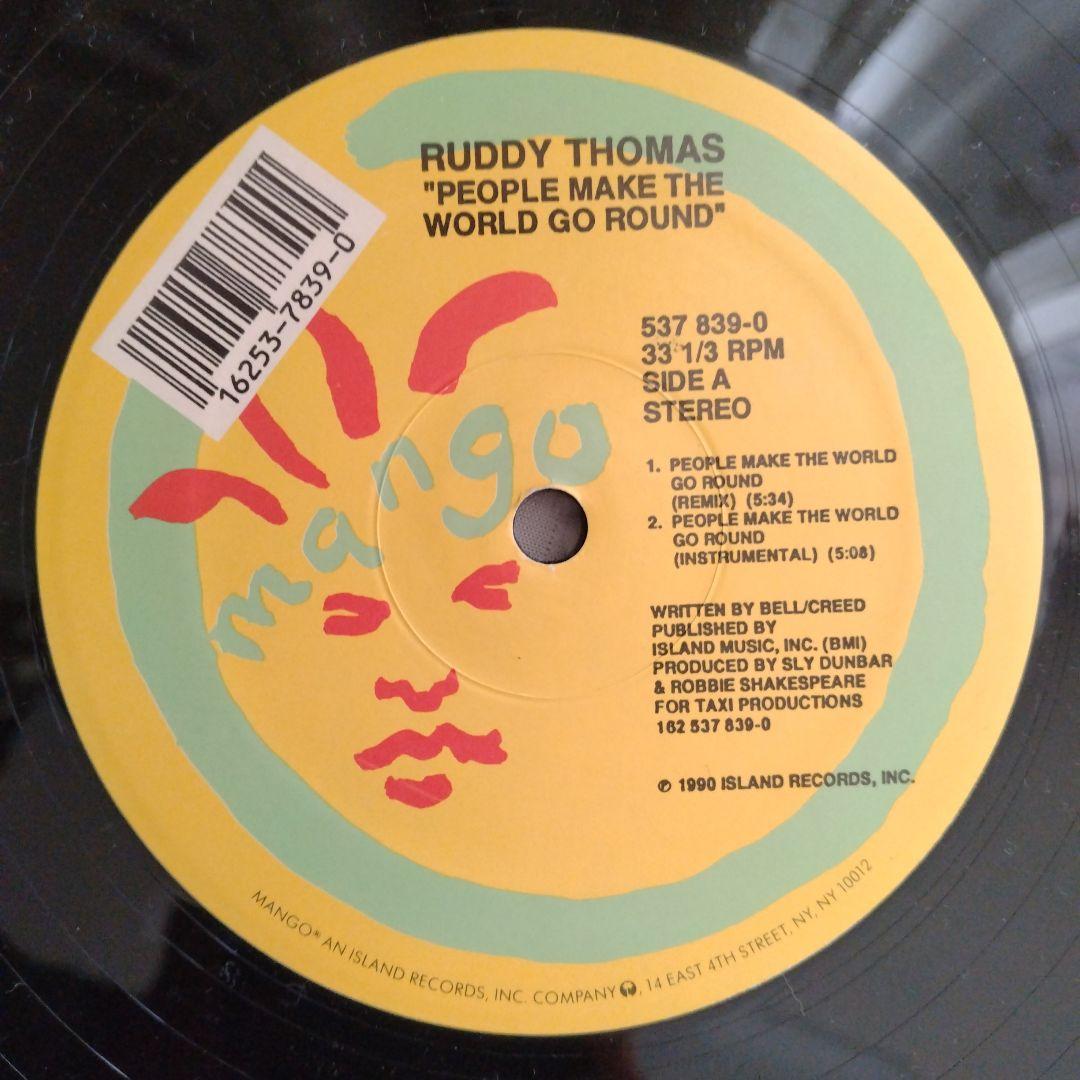 RUDDY THOMAS
"PEOPLE MAKE THE
WORLD GO ROUND"
16253-7839-0
mango
537 839-0
33 1/3 RPM
SIDE A
STEREO
1. PEOPLE MAKE THE WORLD
GO ROUND
(REMIX) (5:34)
2. PEOPLE MAKE THE WORLD
GO ROUND
(INSTRUMENTAL) (5:08)
WRITTEN BY BELL/CREED
PUBLISHED BY
ISLAND MUSIC, INC. (BMI)
PRODUCED BY SLY DUNBAR
& ROBBIE SHAKESPEARE
FOR TAXI PRODUCTIONS
162 537 839-0
℗ 1990 ISLAND RECORDS, INC.
MANGO® AN ISLAND RECORDS, INC. COMPANY, 14 EAST 4TH STREET, NY, NY 10012